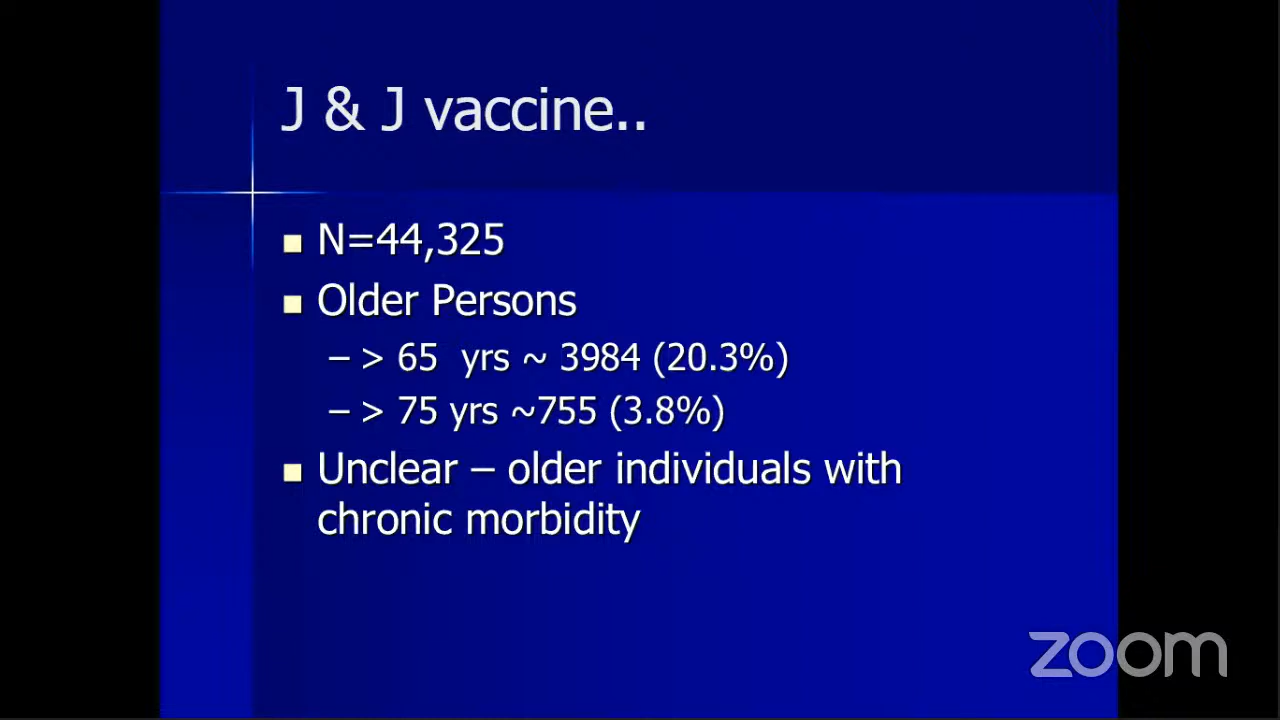 J & J vaccine..
N=44,325
Older Persons
– > 65  yrs ~ 3984 (20.3%)
– > 75 yrs ~755 (3.8%)
Unclear – older individuals with
chronic morbidity
zoom